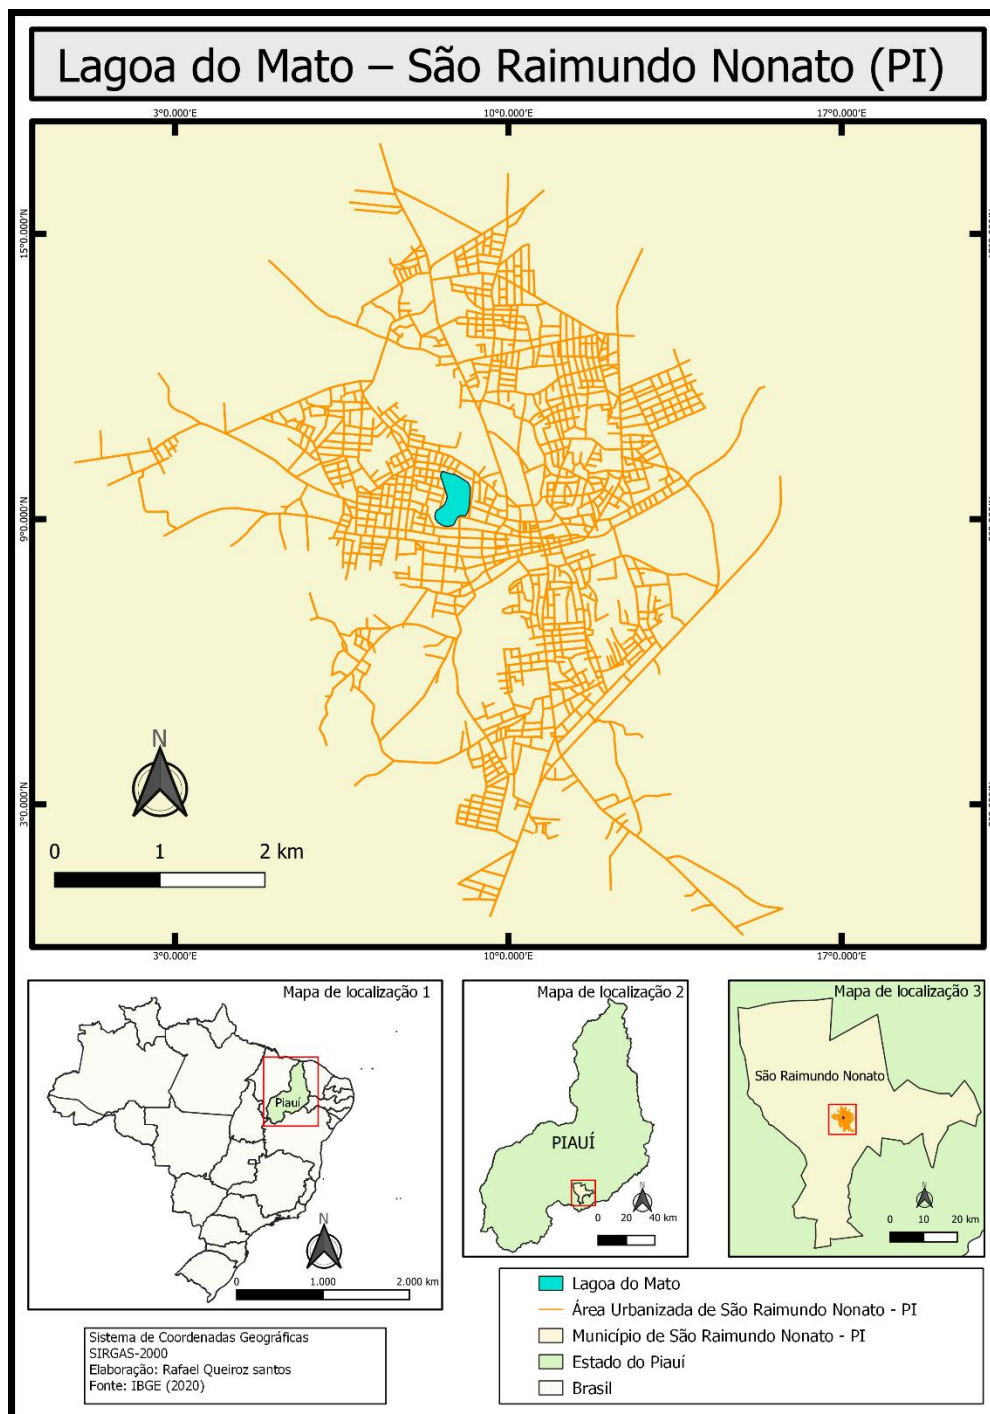 Lagoa do Mato – São Raimundo Nonato (PI)
3°0.000'E
10°0.000'E
17°0.000'E
15°0.000'N
9°0.000'N
3°0.000'N
N
0 1 2 km
3°0.000'E
10°0.000'E
17°0.000'E
Mapa de localização 1
Piauí
N
0 1.000 2.000 km
Mapa de localização 2
PIAUÍ
N
0 20 40 km
Mapa de localização 3
São Raimundo Nonato
N
0 10 20 km
Lagoa do Mato
Área Urbanizada de São Raimundo Nonato - PI
Município de São Raimundo Nonato - PI
Estado do Piauí
Brasil
Sistema de Coordenadas Geográficas
SIRGAS-2000
Elaboração: Rafael Queiroz santos
Fonte: IBGE (2020)